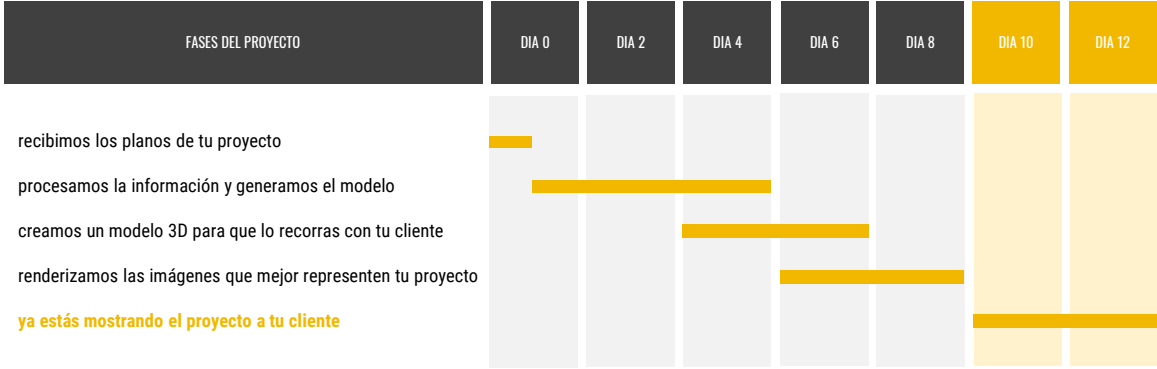 FASES DEL PROYECTO
DIA 0
DIA 2
DIA 4
DIA 6
DIA 8
DIA 10
DIA 12
recibimos los planos de tu proyecto
procesamos la información y generamos el modelo
creamos un modelo 3D para que lo recorras con tu cliente
renderizamos las imágenes que mejor representen tu proyecto
ya estás mostrando el proyecto a tu cliente